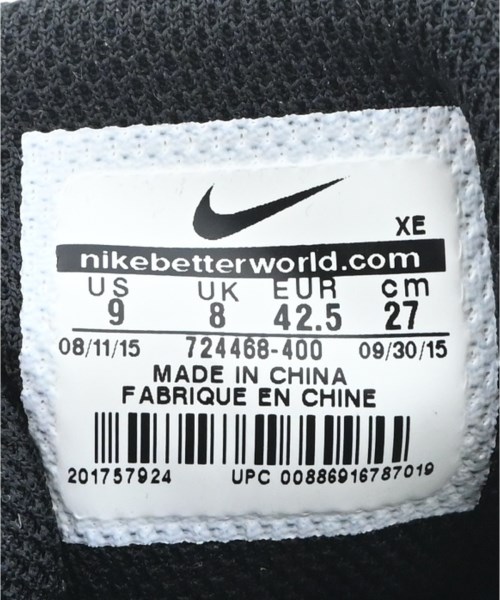 XE
nikebetterworld.com
US UK EUR cm
9 8 42.5 27
08/11/15 724468-400 09/30/15
MADE IN CHINA
FABRIQUE EN CHINE
201757924 UPC 00886916787019